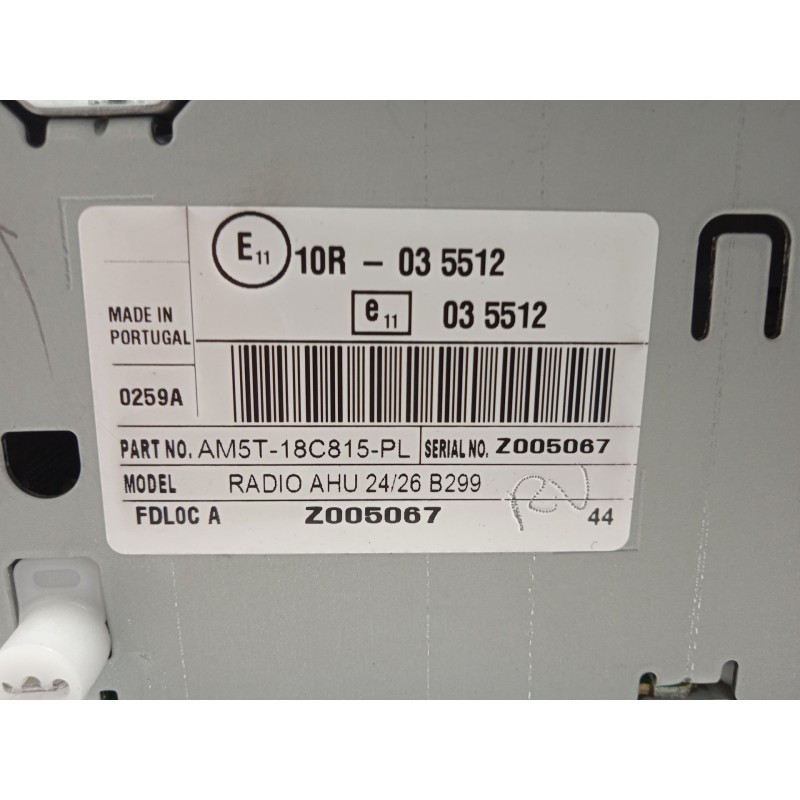 E11 10R - 03 5512
e11 03 5512
MADE IN
PORTUGAL
0259A
PART NO. AM5T-18C815-PL SERIAL NO. Z005067
MODEL RADIO AHU 24/26 B299
FDLOC A Z005067 44